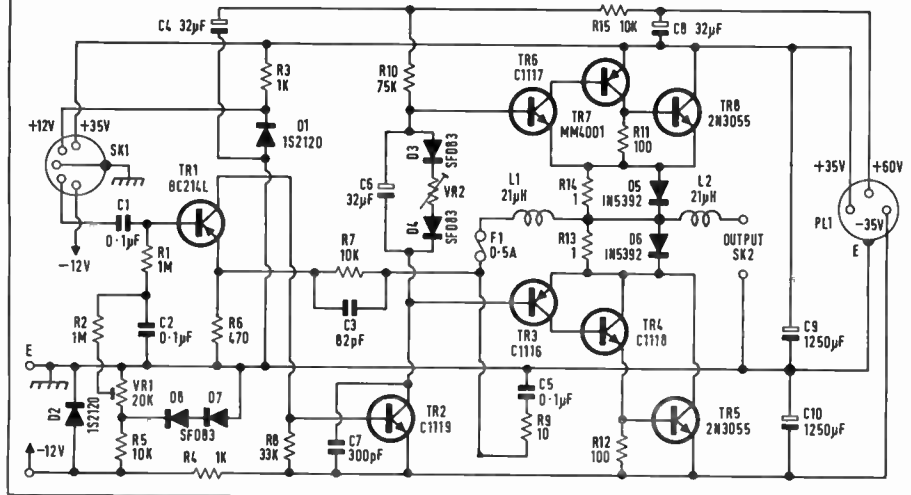 C4 32µF
R15 10K
C8 32µF
R3
1K
R10
75K
TR6
C1117
TR7
MM4001
TR8
2N3055
+12V
+35V
SK1
D1
1S2120
R11
100
D3
SFD83
VR2
C6
32µF
D4
SFD83
TR1
BC214L
C1
0·1µF
L1
21µH
R14
1
D5
IN5392
L2
21µH
+35V
+60V
PL1
-35V
E
R1
1M
-12V
R7
10K
F1
0·5A
R13
1
D6
IN5392
OUTPUT
SK2
R2
1M
C2
0·1µF
R6
470
C3
82pF
TR3
C1116
TR4
C1118
C9
1250µF
E
D2
1S2120
VR1
20K
D8
D7
SFD83
R5
10K
R4
1K
R8
33K
C7
300pF
TR2
C1119
C5
0·1µF
R9
10
R12
100
TR5
2N3055
C10
1250µF
-12V